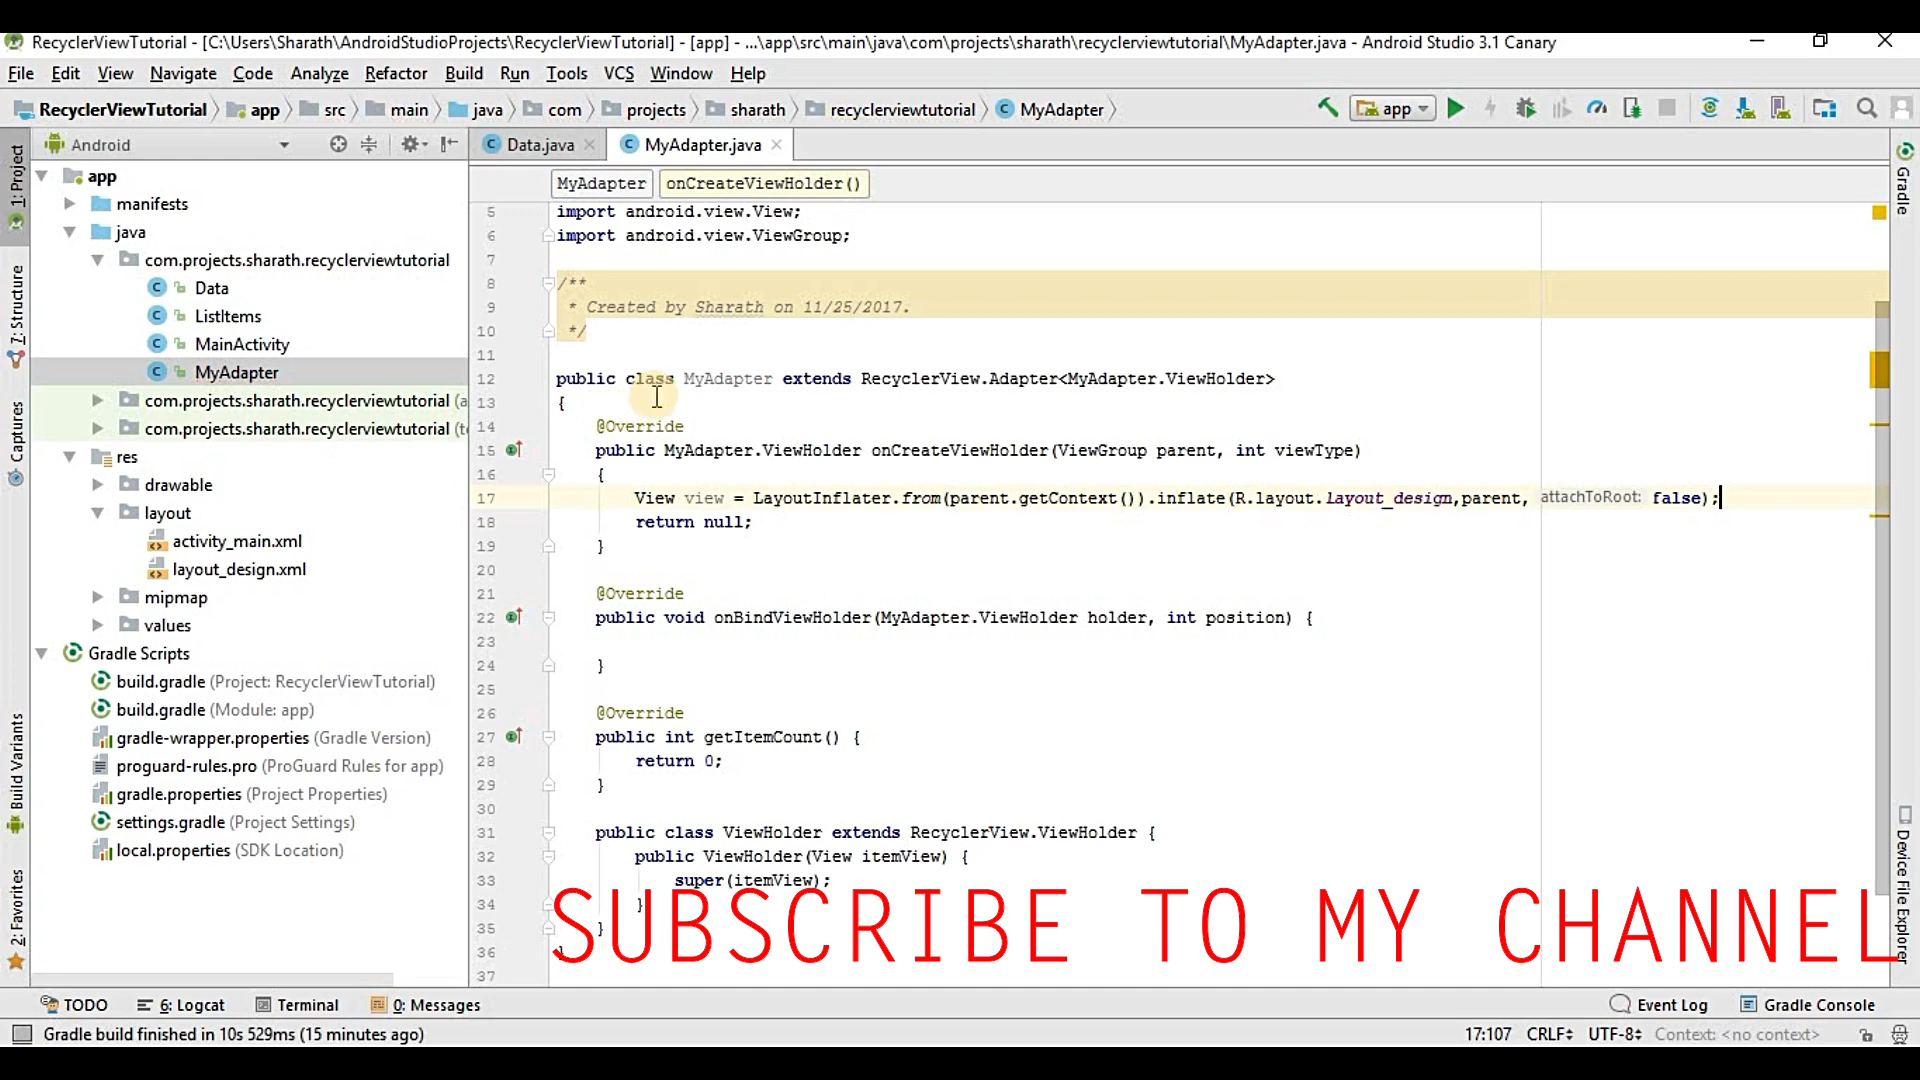 RecyclerViewTutorial - [C:\Users\Sharath\AndroidStudioProjects\RecyclerViewTutorial] - [app] - ...\app\src\main\java\com\projects\sharath\recyclerviewtutorial\MyAdapter.java - Android Studio 3.1 Canary
File Edit View Navigate Code Analyze Refactor Build Run Tools VCS Window Help
RecyclerViewTutorial app src main java com projects sharath recyclerviewtutorial MyAdapter app
Android
Data.java MyAdapter.java
MyAdapter onCreateViewHolder()
1: Project
7: Structure
Captures
Build Variants
2: Favorites
app
manifests
java
com.projects.sharath.recyclerviewtutorial
Data
ListItems
MainActivity
MyAdapter
com.projects.sharath.recyclerviewtutorial (a
com.projects.sharath.recyclerviewtutorial (t
res
drawable
layout
activity_main.xml
layout_design.xml
mipmap
values
Gradle Scripts
build.gradle (Project: RecyclerViewTutorial)
build.gradle (Module: app)
gradle-wrapper.properties (Gradle Version)
proguard-rules.pro (ProGuard Rules for app)
gradle.properties (Project Properties)
settings.gradle (Project Settings)
local.properties (SDK Location)
5 import android.view.View;
6 import android.view.ViewGroup;
7
8 /**
9 * Created by Sharath on 11/25/2017.
10 */
11
12 public class MyAdapter extends RecyclerView.Adapter<MyAdapter.ViewHolder>
13 {
14 @Override
15 public MyAdapter.ViewHolder onCreateViewHolder(ViewGroup parent, int viewType)
16 {
17 View view = LayoutInflater.from(parent.getContext()).inflate(R.layout.layout_design,parent, attachToRoot: false);
18 return null;
19 }
20
21 @Override
22 public void onBindViewHolder(MyAdapter.ViewHolder holder, int position) {
23
24 }
25
26 @Override
27 public int getItemCount() {
28 return 0;
29 }
30
31 public class ViewHolder extends RecyclerView.ViewHolder {
32 public ViewHolder(View itemView) {
33 super(itemView);
34 }
35 }
36 }
37
SUBSCRIBE TO MY CHANNEL
Gradle
Device File Explorer
TODO 6: Logcat Terminal 0: Messages Event Log Gradle Console
Gradle build finished in 10s 529ms (15 minutes ago) 17:107 CRLF UTF-8 Context: <no context>